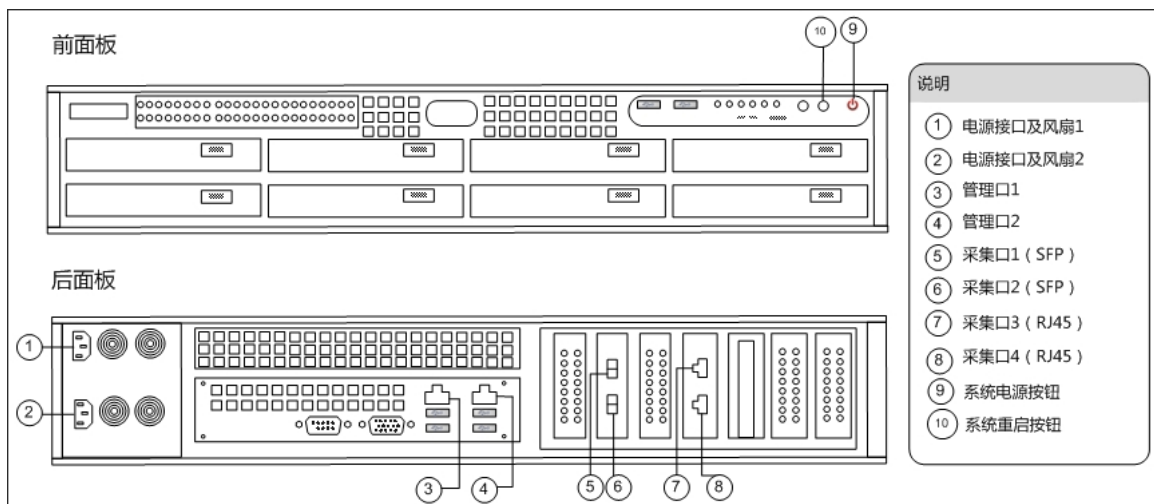 前面板
⑩ ⑨
说明
① 电源接口及风扇1
② 电源接口及风扇2
③ 管理口1
④ 管理口2
⑤ 采集口1（SFP）
⑥ 采集口2（SFP）
⑦ 采集口3（RJ45）
⑧ 采集口4（RJ45）
⑨ 系统电源按钮
⑩ 系统重启按钮
后面板
①
②
③ ④ ⑤ ⑥ ⑦ ⑧